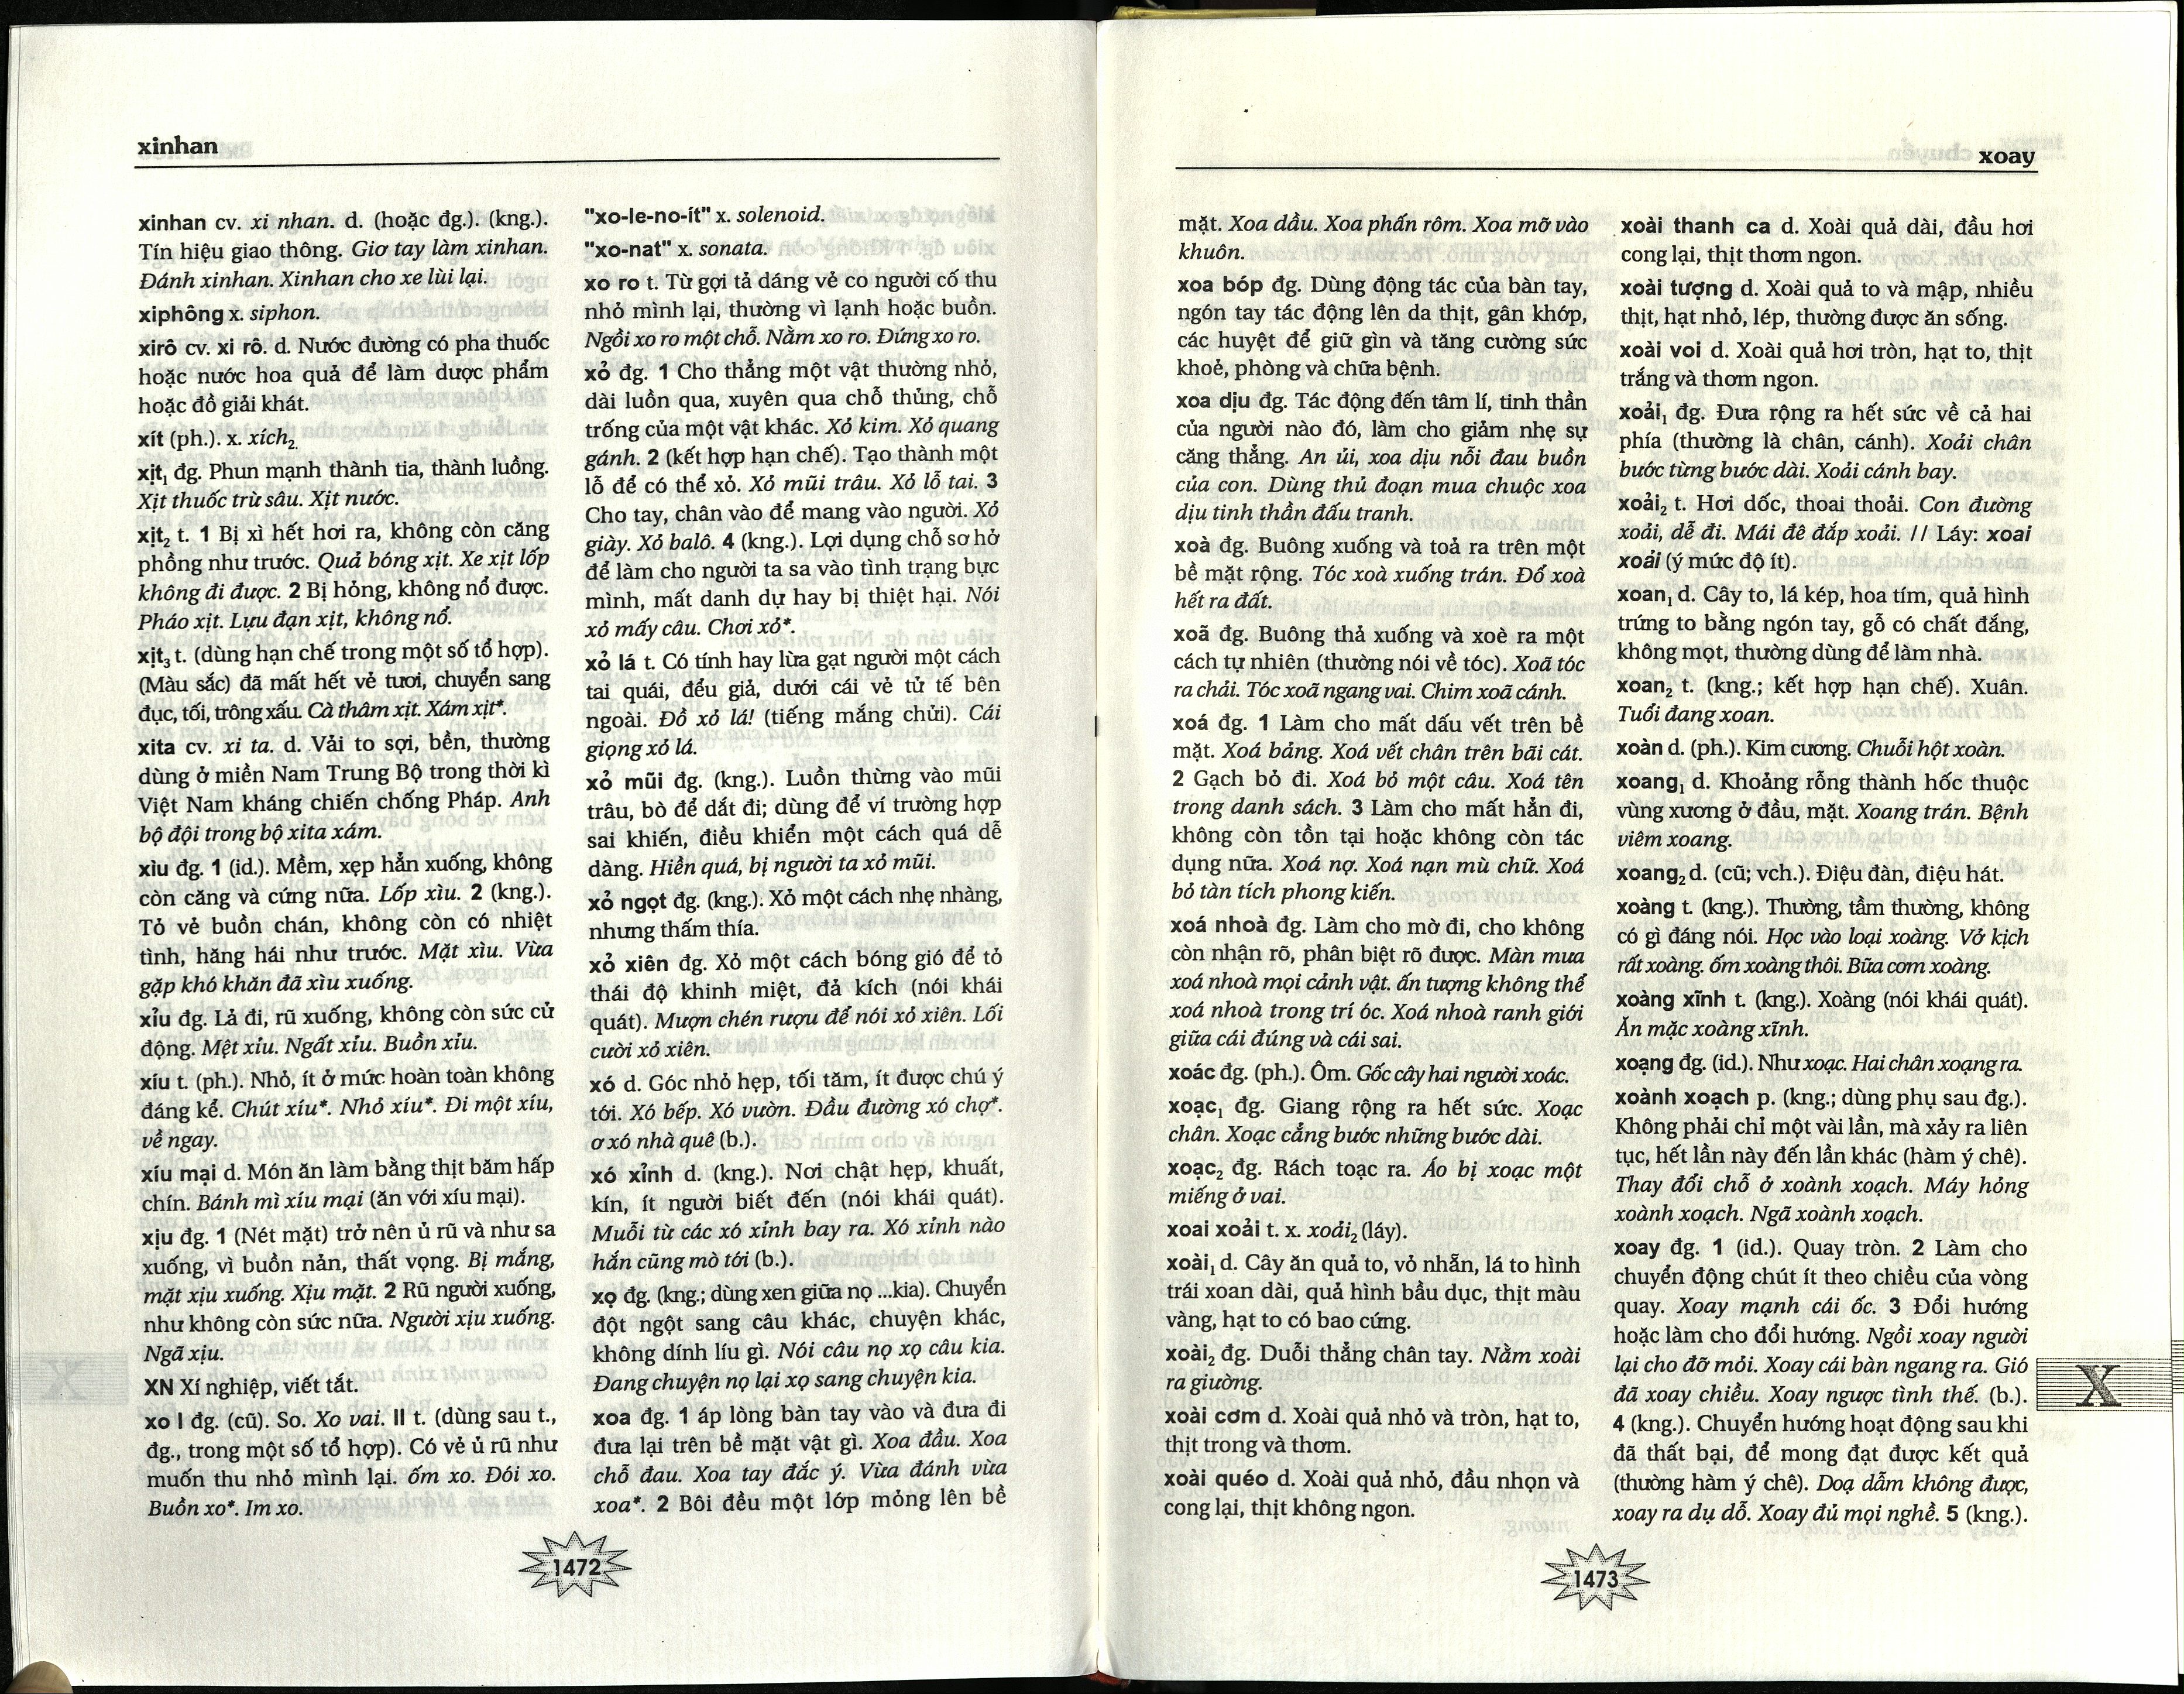 xinhan
xinhan cv. xi nhan. d. (hoặc đg.). (kng.).
Tín hiệu giao thông. Giơ tay làm xinhan.
Đánh xinhan. Xinhan cho xe lùi lại.
xiphông x. siphon.
xirô cv. xi rô. d. Nước đường có pha thuốc
hoặc nước hoa quả để làm dược phẩm
hoặc đồ giải khát.
xít (ph.). x. xích₂
xịt₁ đg. Phun mạnh thành tia, thành luồng.
Xịt thuốc trừ sâu. Xịt nước.
xịt₂ t. 1 Bị xì hết hơi ra, không còn căng
phồng như trước. Quả bóng xịt. Xe xịt lốp
không đi được. 2 Bị hỏng, không nổ được.
Pháo xịt. Lựu đạn xịt, không nổ.
xịt₃ t. (dùng hạn chế trong một số tổ hợp).
(Màu sắc) đã mất hết vẻ tươi, chuyển sang
đục, tối, trông xấu. Cà thâm xịt. Xám xịt*.
xita cv. xi ta. d. Vải to sợi, bền, thường
dùng ở miền Nam Trung Bộ trong thời kì
Việt Nam kháng chiến chống Pháp. Anh
bộ đội trong bộ xita xám.
xìu đg. 1 (id.). Mềm, xẹp hẳn xuống, không
còn căng và cứng nữa. Lốp xìu. 2 (kng.).
Tỏ vẻ buồn chán, không còn có nhiệt
tình, hăng hái như trước. Mặt xìu. Vừa
gặp khó khăn đã xìu xuống.
xỉu đg. Lả đi, rũ xuống, không còn sức cử
động. Mệt xỉu. Ngất xỉu. Buồn xỉu.
xíu t. (ph.). Nhỏ, ít ở mức hoàn toàn không
đáng kể. Chút xíu*. Nhỏ xíu*. Đi một xíu,
về ngay.
xíu mại d. Món ăn làm bằng thịt băm hấp
chín. Bánh mì xíu mại (ăn với xíu mại).
xịu đg. 1 (Nét mặt) trở nên ủ rũ và như sa
xuống, vì buồn nản, thất vọng. Bị mắng,
mặt xịu xuống. Xịu mặt. 2 Rũ người xuống,
như không còn sức nữa. Người xịu xuống.
Ngã xịu.
XN Xí nghiệp, viết tắt.
xo I đg. (cũ). So. Xo vai. II t. (dùng sau t.,
đg., trong một số tổ hợp). Có vẻ ủ rũ như
muốn thu nhỏ mình lại. ốm xo. Đói xo.
Buồn xo*. Im xo.
"xo-le-no-ít" x. solenoid.
"xo-nat" x. sonata.
xo ro t. Từ gợi tả dáng vẻ co người cố thu
nhỏ mình lại, thường vì lạnh hoặc buồn.
Ngồi xo ro một chỗ. Nằm xo ro. Đứng xo ro.
xỏ đg. 1 Cho thẳng một vật thường nhỏ,
dài luồn qua, xuyên qua chỗ thủng, chỗ
trống của một vật khác. Xỏ kim. Xỏ quang
gánh. 2 (kết hợp hạn chế). Tạo thành một
lỗ để có thể xỏ. Xỏ mũi trâu. Xỏ lỗ tai. 3
Cho tay, chân vào để mang vào người. Xỏ
giày. Xỏ balô. 4 (kng.). Lợi dụng chỗ sơ hở
để làm cho người ta sa vào tình trạng bực
mình, mất danh dự hay bị thiệt hại. Nói
xỏ mấy câu. Chơi xỏ*.
xỏ lá t. Có tính hay lừa gạt người một cách
tai quái, đểu giả, dưới cái vẻ tử tế bên
ngoài. Đồ xỏ lá! (tiếng mắng chửi). Cái
giọng xỏ lá.
xỏ mũi đg. (kng.). Luồn thừng vào mũi
trâu, bò để dắt đi; dùng để ví trường hợp
sai khiến, điều khiển một cách quá dễ
dàng. Hiền quá, bị người ta xỏ mũi.
xỏ ngọt đg. (kng.). Xỏ một cách nhẹ nhàng,
nhưng thấm thía.
xỏ xiên đg. Xỏ một cách bóng gió để tỏ
thái độ khinh miệt, đả kích (nói khái
quát). Mượn chén rượu để nói xỏ xiên. Lối
cười xỏ xiên.
xó d. Góc nhỏ hẹp, tối tăm, ít được chú ý
tới. Xó bếp. Xó vườn. Đầu đường xó chợ*.
ơ xó nhà quê (b.).
xó xỉnh d. (kng.). Nơi chật hẹp, khuất,
kín, ít người biết đến (nói khái quát).
Muỗi từ các xó xỉnh bay ra. Xó xỉnh nào
hắn cũng mò tới (b.).
xọ đg. (kng.; dùng xen giữa nọ ...kia). Chuyển
đột ngột sang câu khác, chuyện khác,
không dính líu gì. Nói câu nọ xọ câu kia.
Đang chuyện nọ lại xọ sang chuyện kia.
xoa đg. 1 áp lòng bàn tay vào và đưa đi
đưa lại trên bề mặt vật gì. Xoa đầu. Xoa
chỗ đau. Xoa tay đắc ý. Vừa đánh vừa
xoa*. 2 Bôi đều một lớp mỏng lên bề
1472
xoay
mặt. Xoa dầu. Xoa phấn rôm. Xoa mỡ vào
khuôn.
xoa bóp đg. Dùng động tác của bàn tay,
ngón tay tác động lên da thịt, gân khớp,
các huyệt để giữ gìn và tăng cường sức
khoẻ, phòng và chữa bệnh.
xoa dịu đg. Tác động đến tâm lí, tinh thần
của người nào đó, làm cho giảm nhẹ sự
căng thẳng. An ủi, xoa dịu nỗi đau buồn
của con. Dùng thủ đoạn mua chuộc xoa
dịu tinh thần đấu tranh.
xoà đg. Buông xuống và toả ra trên một
bề mặt rộng. Tóc xoà xuống trán. Đổ xoà
hết ra đất.
xoã đg. Buông thả xuống và xoè ra một
cách tự nhiên (thường nói về tóc). Xoã tóc
ra chải. Tóc xoã ngang vai. Chim xoã cánh.
xoá đg. 1 Làm cho mất dấu vết trên bề
mặt. Xoá bảng. Xoá vết chân trên bãi cát.
2 Gạch bỏ đi. Xoá bỏ một câu. Xoá tên
trong danh sách. 3 Làm cho mất hẳn đi,
không còn tồn tại hoặc không còn tác
dụng nữa. Xoá nợ. Xoá nạn mù chữ. Xoá
bỏ tàn tích phong kiến.
xoá nhoà đg. Làm cho mờ đi, cho không
còn nhận rõ, phân biệt rõ được. Màn mưa
xoá nhoà mọi cảnh vật. ấn tượng không thể
xoá nhoà trong trí óc. Xoá nhoà ranh giới
giữa cái đúng và cái sai.
xoác đg. (ph.). Ôm. Gốc cây hai người xoác.
xoạc₁ đg. Giang rộng ra hết sức. Xoạc
chân. Xoạc cẳng bước những bước dài.
xoạc₂ đg. Rách toạc ra. Áo bị xoạc một
miếng ở vai.
xoai xoải t. x. xoải₂ (láy).
xoài₁ d. Cây ăn quả to, vỏ nhẵn, lá to hình
trái xoan dài, quả hình bầu dục, thịt màu
vàng, hạt to có bao cứng.
xoài₂ đg. Duỗi thẳng chân tay. Nằm xoài
ra giường.
xoài cơm d. Xoài quả nhỏ và tròn, hạt to,
thịt trong và thơm.
xoài quéo d. Xoài quả nhỏ, đầu nhọn và
cong lại, thịt không ngon.
xoài thanh ca d. Xoài quả dài, đầu hơi
cong lại, thịt thơm ngon.
xoài tượng d. Xoài quả to và mập, nhiều
thịt, hạt nhỏ, lép, thường được ăn sống.
xoài voi d. Xoài quả hơi tròn, hạt to, thịt
trắng và thơm ngon.
xoải₁ đg. Đưa rộng ra hết sức về cả hai
phía (thường là chân, cánh). Xoải chân
bước từng bước dài. Xoải cánh bay.
xoải₂ t. Hơi dốc, thoai thoải. Con đường
xoải, dễ đi. Mái đê đắp xoải. // Láy: xoai
xoải (ý mức độ ít).
xoan₁ d. Cây to, lá kép, hoa tím, quả hình
trứng to bằng ngón tay, gỗ có chất đắng,
không mọt, thường dùng để làm nhà.
xoan₂ t. (kng.; kết hợp hạn chế). Xuân.
Tuổi đang xoan.
xoàn d. (ph.). Kim cương. Chuỗi hột xoàn.
xoang₁ d. Khoảng rỗng thành hốc thuộc
vùng xương ở đầu, mặt. Xoang trán. Bệnh
viêm xoang.
xoang₂ d. (cũ; vch.). Điệu đàn, điệu hát.
xoàng t. (kng.). Thường, tầm thường, không
có gì đáng nói. Học vào loại xoàng. Vở kịch
rất xoàng. ốm xoàng thôi. Bữa cơm xoàng.
xoàng xĩnh t. (kng.). Xoàng (nói khái quát).
Ăn mặc xoàng xĩnh.
xoạng đg. (id.). Như xoạc. Hai chân xoạng ra.
xoành xoạch p. (kng.; dùng phụ sau đg.).
Không phải chỉ một vài lần, mà xảy ra liên
tục, hết lần này đến lần khác (hàm ý chê).
Thay đổi chỗ ở xoành xoạch. Máy hỏng
xoành xoạch. Ngã xoành xoạch.
xoay đg. 1 (id.). Quay tròn. 2 Làm cho
chuyển động chút ít theo chiều của vòng
quay. Xoay mạnh cái ốc. 3 Đổi hướng
hoặc làm cho đổi hướng. Ngồi xoay người
lại cho đỡ mỏi. Xoay cái bàn ngang ra. Gió
đã xoay chiều. Xoay ngược tình thế. (b.).
4 (kng.). Chuyển hướng hoạt động sau khi
đã thất bại, để mong đạt được kết quả
(thường hàm ý chê). Doạ dẫm không được,
xoay ra dụ dỗ. Xoay đủ mọi nghề. 5 (kng.).
X
1473